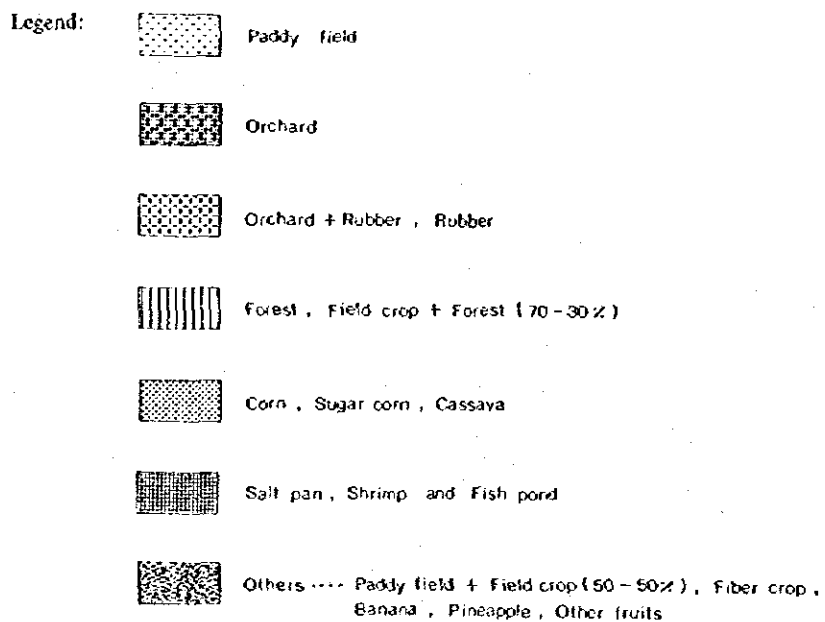 Legend:
Paddy field
Orchard
Orchard + Rubber , Rubber
Forest , Field crop + Forest (70 - 30%)
Corn , Sugar corn , Cassava
Salt pan , Shrimp and Fish pond
Others ···· Paddy field + Field crop (50 - 50%) , Fiber crop ,
Banana , Pineapple , Other fruits